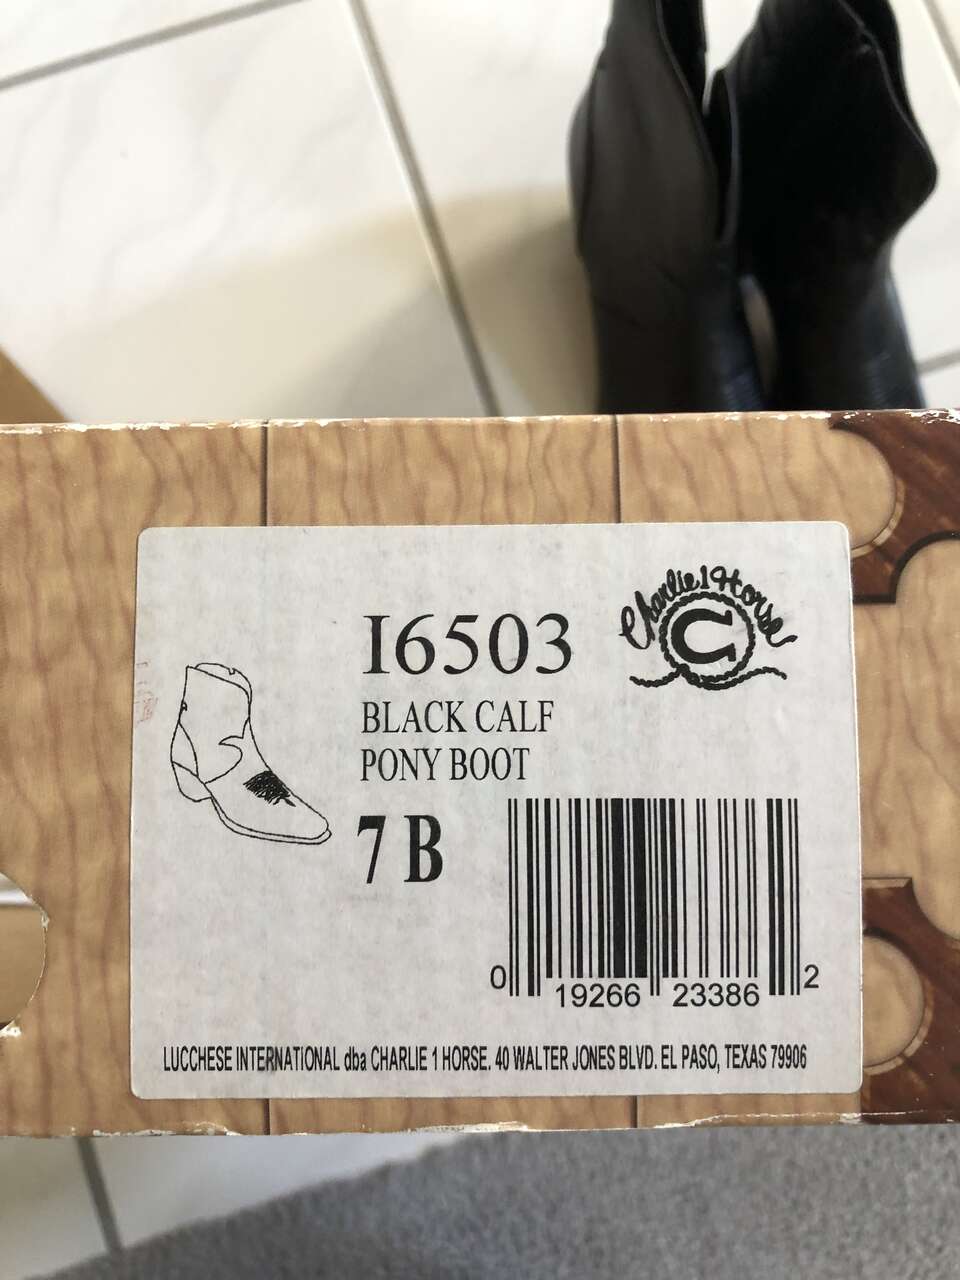 Charlie 1 Horse
I6503
BLACK CALF
PONY BOOT
7 B
0 19266 23386 2
LUCCHESE INTERNATIONAL dba CHARLIE 1 HORSE. 40 WALTER JONES BLVD. EL PASO, TEXAS 79906